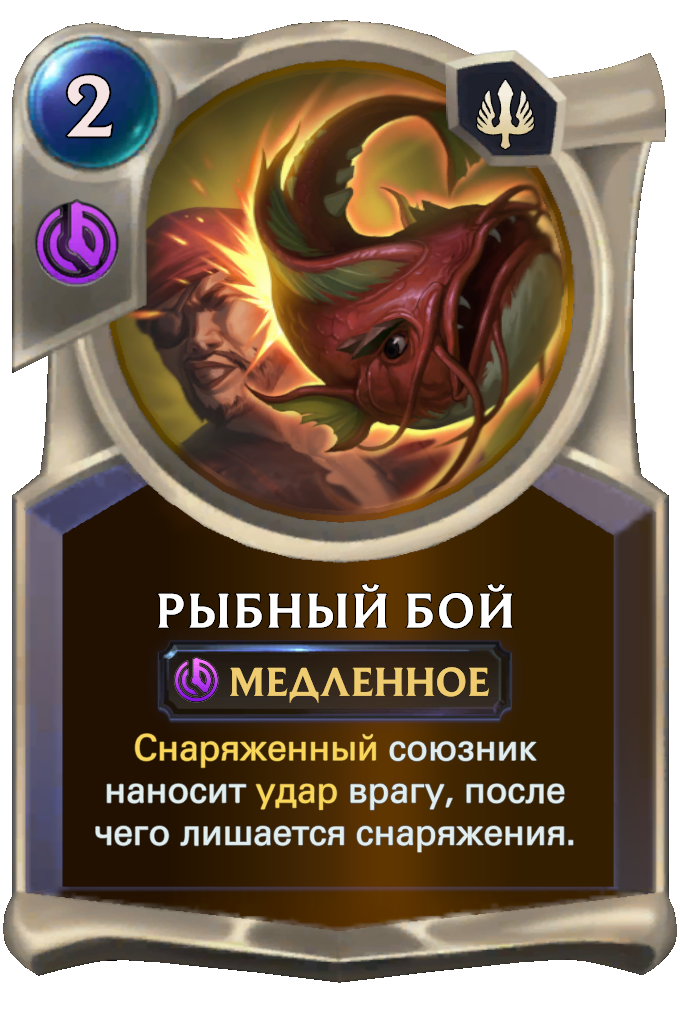 2
РЫБНЫЙ БОЙ
МЕДЛЕННОЕ
Снаряженный союзник
наносит удар врагу, после
чего лишается снаряжения.